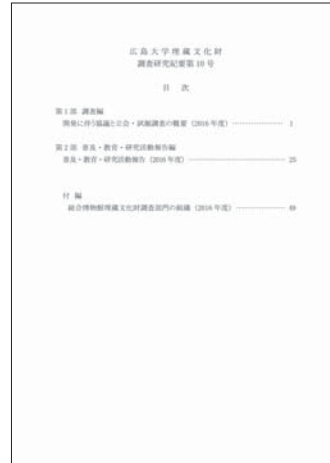 広島大学埋蔵文化財
調査研究紀要第10号
目 次
第1部 調査編
開発に伴う協議と立会・試掘調査の概要（2016年度） ……………… 1
第2部 普及・教育・研究活動報告編
普及・教育・研究活動報告（2016年度） ……………………………… 25
付 編
総合博物館埋蔵文化財調査部門の組織（2016年度） ……………… 49